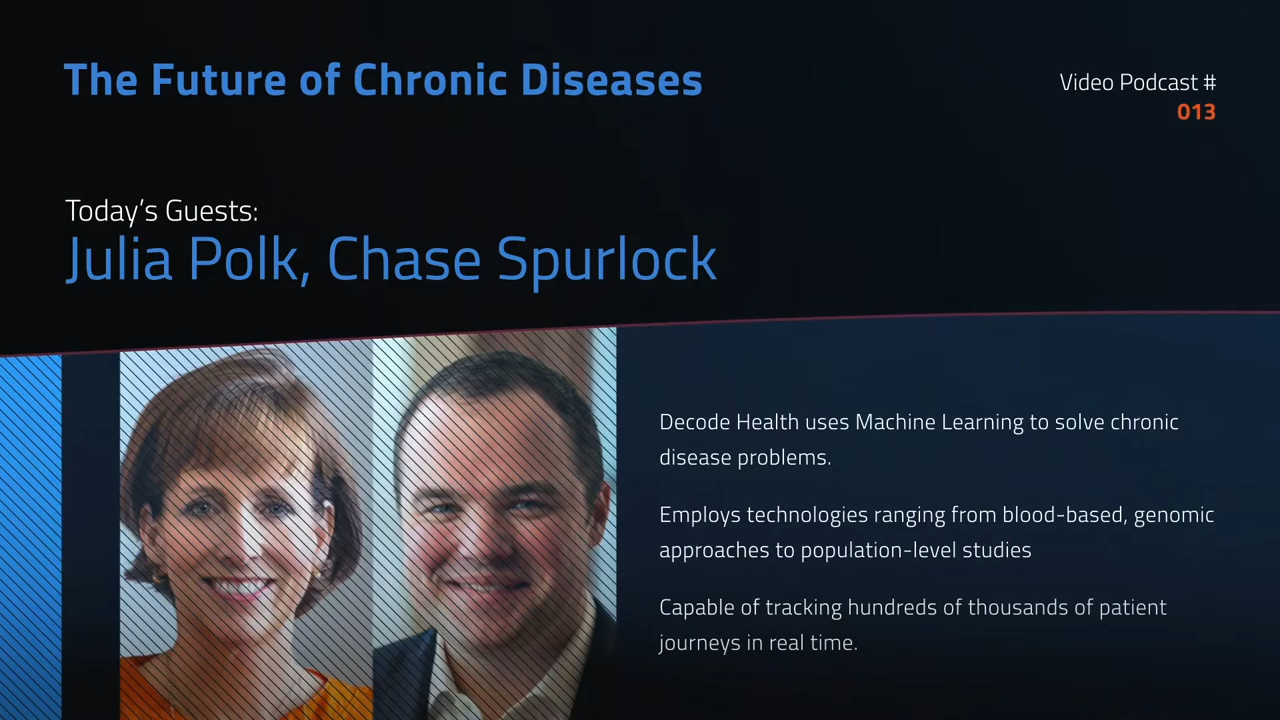 The Future of Chronic Diseases
Video Podcast #
013
Today's Guests:
Julia Polk, Chase Spurlock
Decode Health uses Machine Learning to solve chronic
disease problems.
Employs technologies ranging from blood-based, genomic
approaches to population-level studies
Capable of tracking hundreds of thousands of patient
journeys in real time.